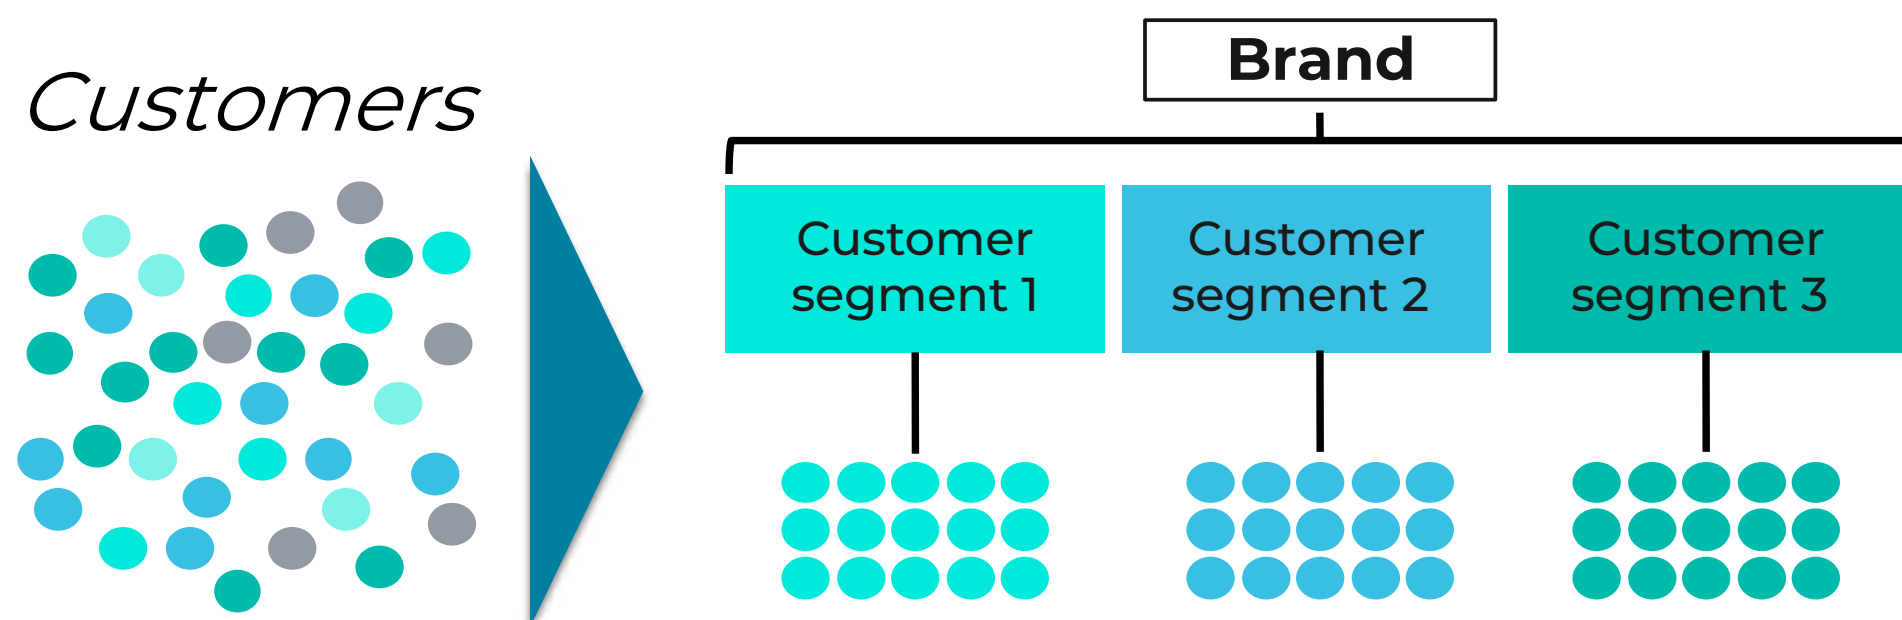 Customers
Brand
Customer
segment 1
Customer
segment 2
Customer
segment 3